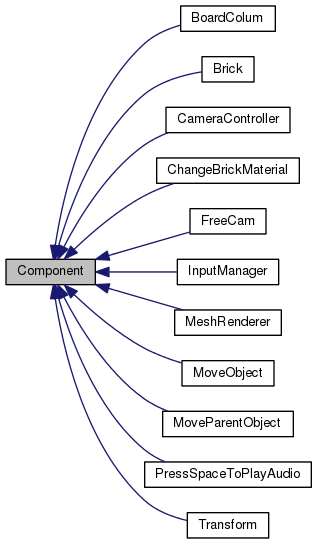 BoardColum
Brick
CameraController
ChangeBrickMaterial
FreeCam
Component
InputManager
MeshRenderer
MoveObject
MoveParentObject
PressSpaceToPlayAudio
Transform